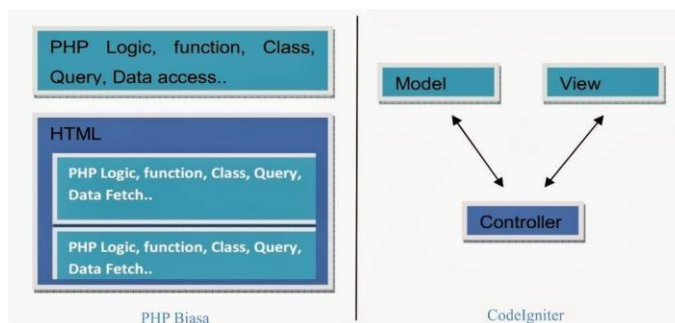 PHP Logic, function, Class,
Query, Data access..
HTML
PHP Logic, function, Class, Query,
Data Fetch..
PHP Logic, function, Class, Query,
Data Fetch..
PHP Biasa
Model
View
Controller
CodeIgniter